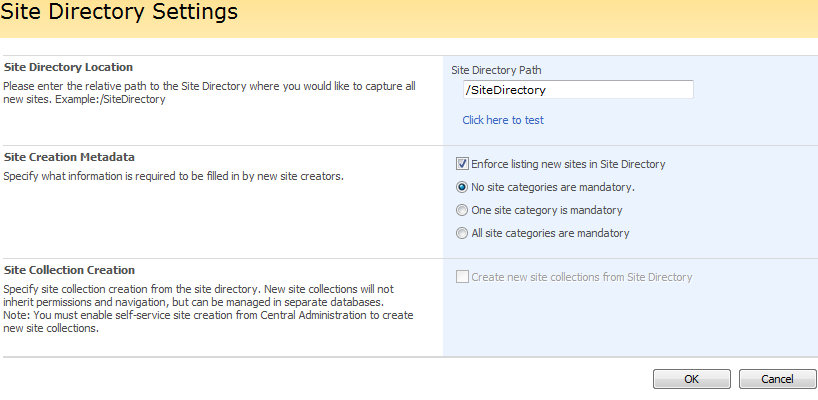 Site Directory Settings
Site Directory Location
Please enter the relative path to the Site Directory where you would like to capture all
new sites. Example:/SiteDirectory
Site Directory Path
/SiteDirectory
Click here to test
Site Creation Metadata
Specify what information is required to be filled in by new site creators.
Enforce listing new sites in Site Directory
No site categories are mandatory.
One site category is mandatory
All site categories are mandatory
Site Collection Creation
Specify site collection creation from the site directory. New site collections will not
inherit permissions and navigation, but can be managed in separate databases.
Note: You must enable self-service site creation from Central Administration to create
new site collections.
Create new site collections from Site Directory
OK
Cancel